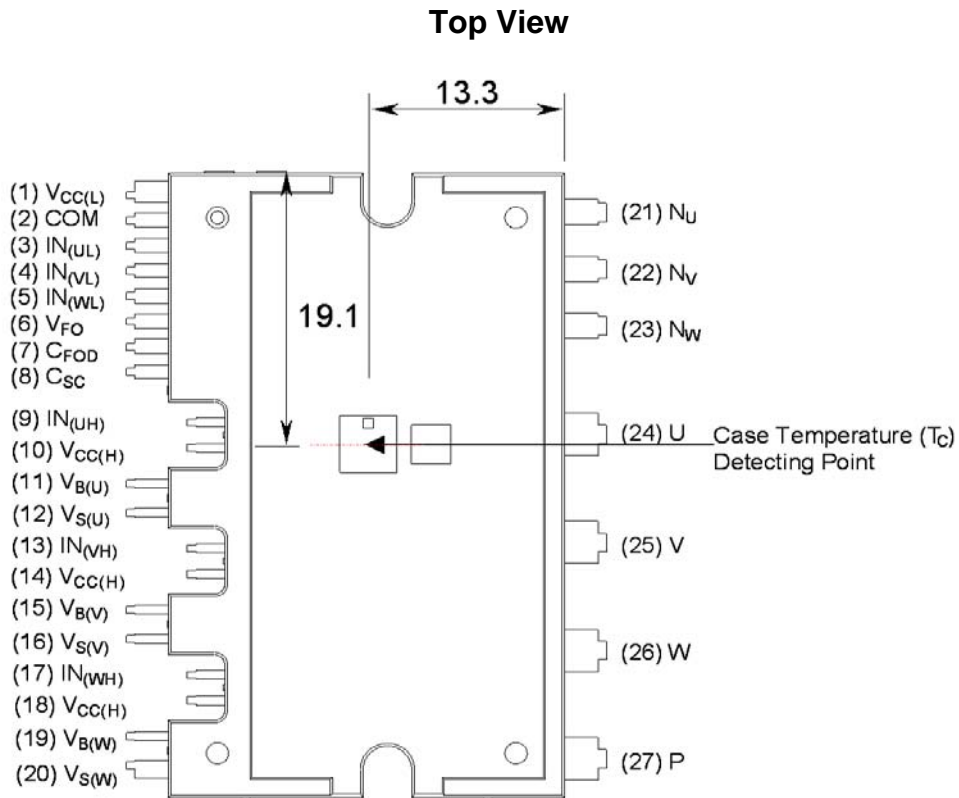 Top View
13.3
19.1
(1) VCC(L)
(2) COM
(3) IN(UL)
(4) IN(VL)
(5) IN(WL)
(6) VFO
(7) CFOD
(8) CSC
(9) IN(UH)
(10) VCC(H)
(11) VB(U)
(12) VS(U)
(13) IN(VH)
(14) VCC(H)
(15) VB(V)
(16) VS(V)
(17) IN(WH)
(18) VCC(H)
(19) VB(W)
(20) VS(W)
(21) NU
(22) NV
(23) NW
(24) U
Case Temperature (TC)
Detecting Point
(25) V
(26) W
(27) P